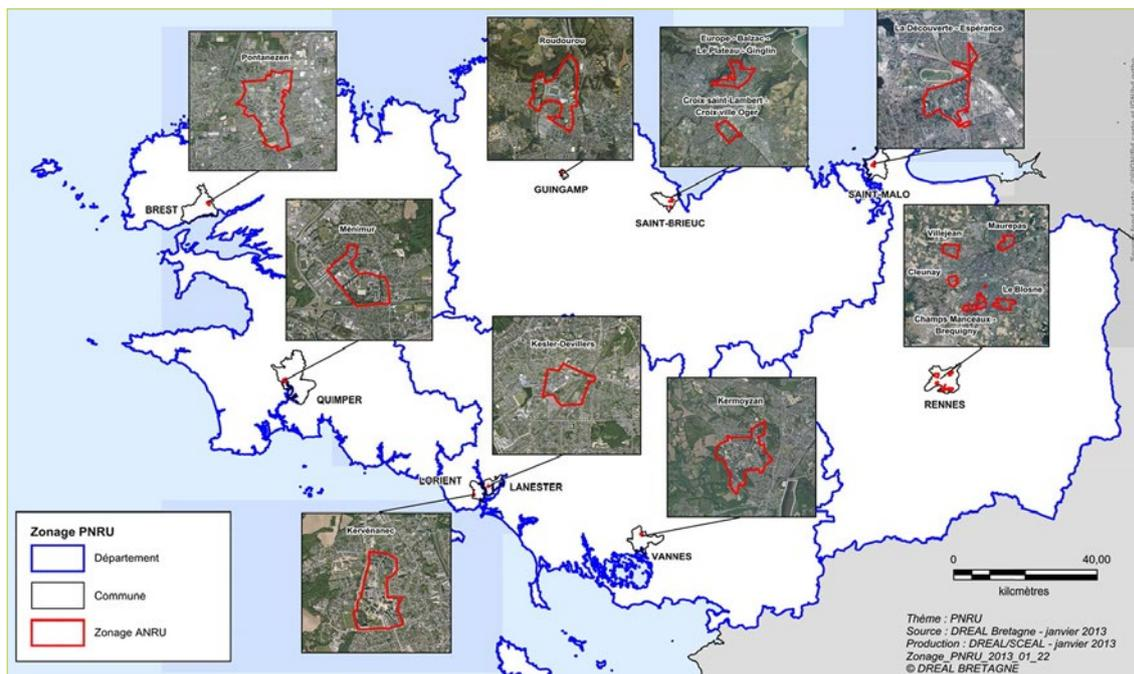 Pontanezen
Roudourou
Europe - Balzac -
Le Plateau - Ginglin
Croix saint-Lambert -
Croix ville Oger
La Découverte - Espérance
BREST
GUINGAMP
SAINT-BRIEUC
SAINT-MALO
Ménimur
Villejean
Maurepas
Cleunay
Le Blosne
Champs Manceaux -
Brequigny
Kesler-Devillers
Kermoyzan
QUIMPER
RENNES
LORIENT
LANESTER
VANNES
Kervénanec
Zonage PNRU
Département
Commune
Zonage ANRU
0 40,00
kilcmètres
Thème : PNRU
Source : DREAL Bretagne - janvier 2013
Production : DREAL/SCEAL - janvier 2013
Zonage_PNRU_2013_01_22
© DREAL BRETAGNE